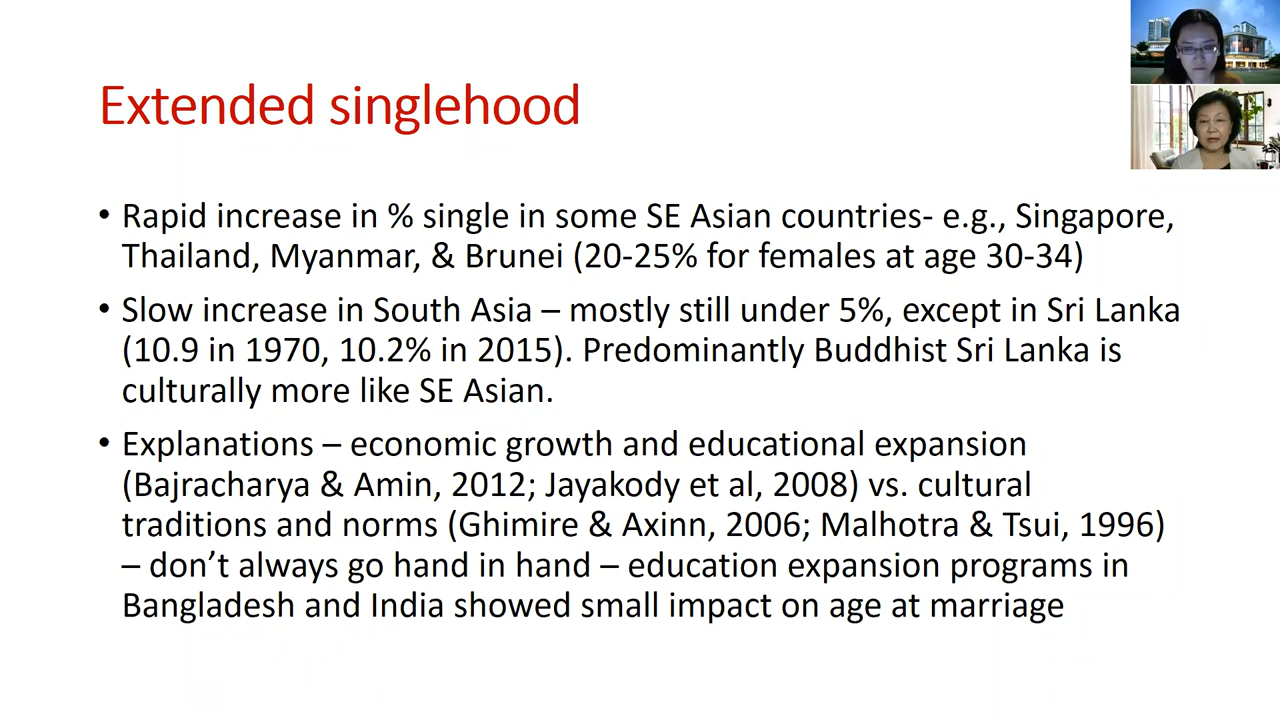 Extended singlehood
• Rapid increase in % single in some SE Asian countries- e.g., Singapore,
Thailand, Myanmar, & Brunei (20-25% for females at age 30-34)
• Slow increase in South Asia – mostly still under 5%, except in Sri Lanka
(10.9 in 1970, 10.2% in 2015). Predominantly Buddhist Sri Lanka is
culturally more like SE Asian.
• Explanations – economic growth and educational expansion
(Bajracharya & Amin, 2012; Jayakody et al, 2008) vs. cultural
traditions and norms (Ghimire & Axinn, 2006; Malhotra & Tsui, 1996)
– don’t always go hand in hand – education expansion programs in
Bangladesh and India showed small impact on age at marriage